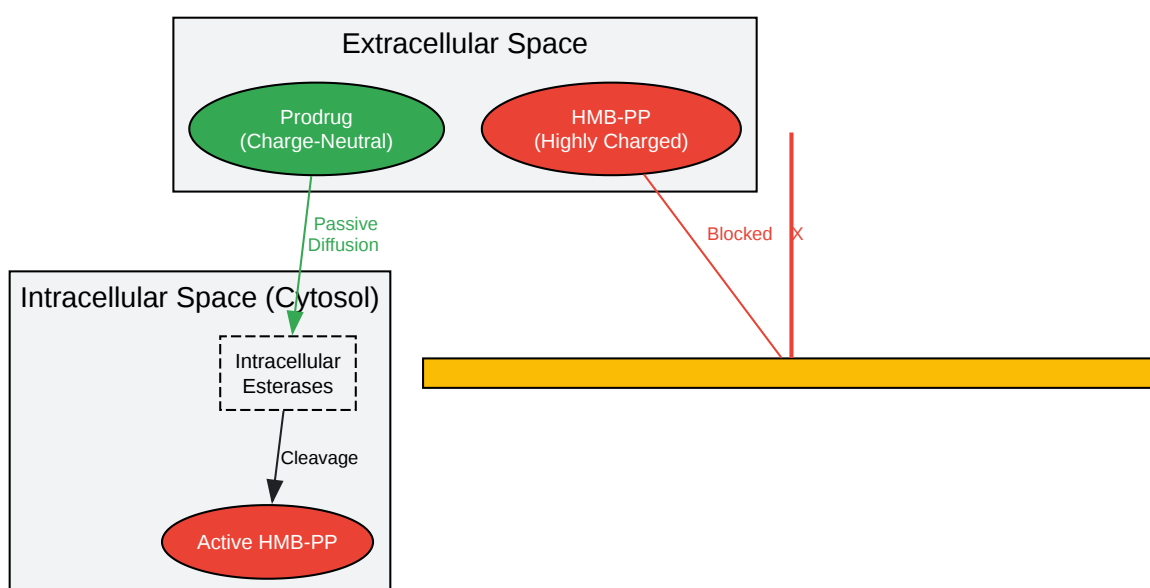 Extracellular Space
Prodrug
(Charge-Neutral)
HMB-PP
(Highly Charged)
Passive
Diffusion
Blocked
X
Intracellular Space (Cytosol)
Intracellular
Esterases
Cleavage
Active HMB-PP